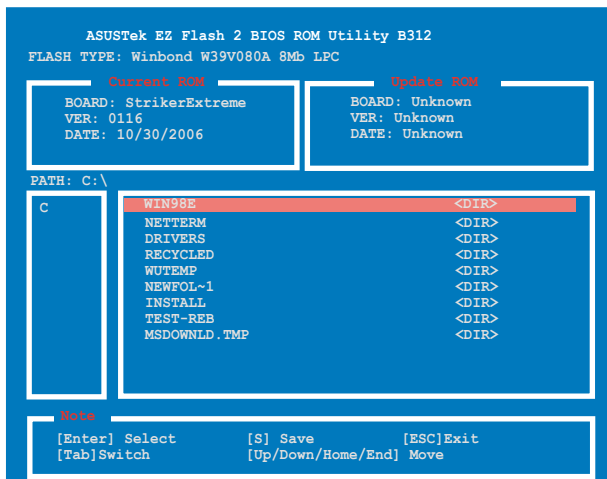 ASUSTek EZ Flash 2 BIOS ROM Utility B312
FLASH TYPE: Winbond W39V080A 8Mb LPC
Current ROM
BOARD: StrikerExtreme
VER: 0116
DATE: 10/30/2006
Update ROM
BOARD: Unknown
VER: Unknown
DATE: Unknown
PATH: C:\
C
WIN98E <DIR>
NETTERM <DIR>
DRIVERS <DIR>
RECYCLED <DIR>
WUTEMP <DIR>
NEWFOL~1 <DIR>
INSTALL <DIR>
TEST-REB <DIR>
MSDOWNLD.TMP <DIR>
Note
[Enter] Select [S] Save [ESC]Exit
[Tab]Switch [Up/Down/Home/End] Move